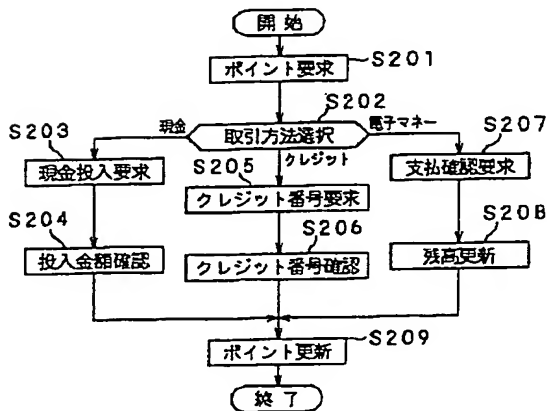 開始
S201
ポイント要求
S202
取引方法選択
現金
クレジット
電子マネー
S203
現金投入要求
S204
投入金額確認
S205
クレジット番号要求
S206
クレジット番号確認
S207
支払確認要求
S208
残高更新
S209
ポイント更新
終了